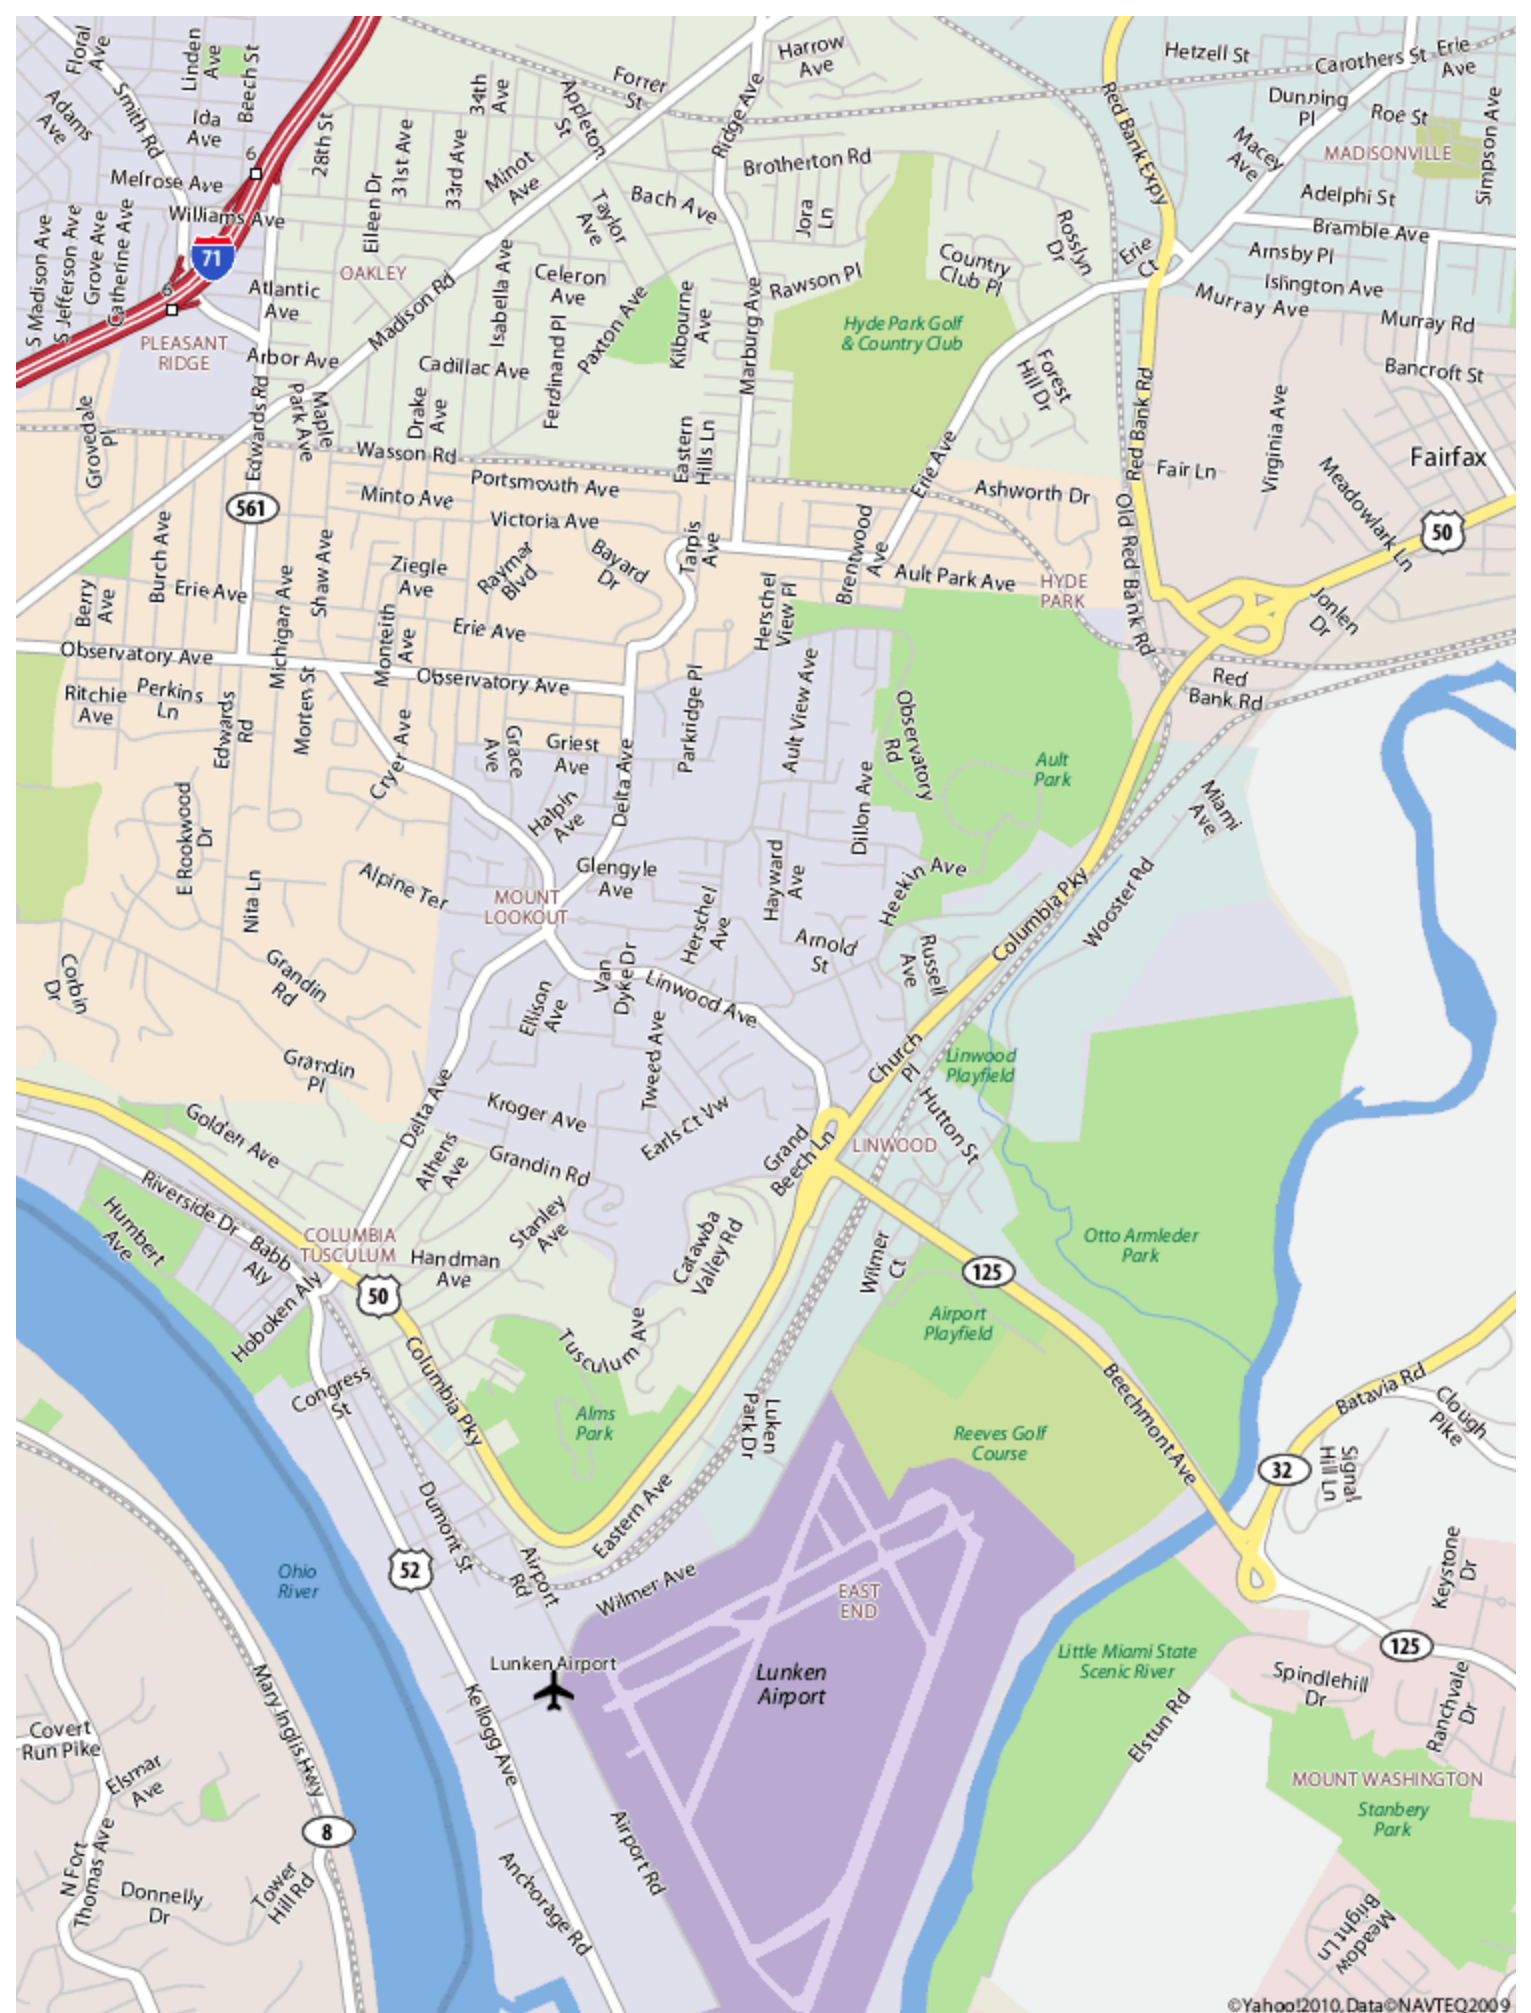 Floral
Ave
Linden
Ave
Beech St
Adams
Ave
Smith Rd
Ida
Ave
28th St
34th
Ave
Appleton
St
Forrer
St
Harrow
Ave
Ridge Ave
Red Bank Expy
Hetzell St
Carothers St
Erie
Ave
Dunning
Pl
Roe St
Simpson Ave
Macey
Ave
MADISONVILLE
6
Melrose Ave
Williams Ave
31st Ave
33rd Ave
Minot
Ave
Eileen Dr
Brotherton Rd
Bach Ave
Taylor
Ave
Jora
Ln
Adelphi St
Bramble Ave
S Madison Ave
S Jefferson Ave
Grove Ave
Catherine Ave
71
6
OAKLEY
Atlantic
Ave
Madison Rd
Isabella Ave
Celeron
Ave
Ferdinand Pl
Paxton Ave
Kilbourne
Ave
Marburg Ave
Rawson Pl
Country
Club Pl
Rosslyn
Dr
Erie
Ct
Arnsby Pl
Islington Ave
Murray Ave
Murray Rd
PLEASANT
RIDGE
Arbor Ave
Cadillac Ave
Hyde Park Golf
& Country Club
Forest
Hill Dr
Red Bank Rd
Bancroft St
Grovedale
Pl
Edwards Rd
Maple
Park Ave
Drake
Ave
Wasson Rd
Eastern
Hills Ln
Erie Ave
Fair Ln
Virginia Ave
Meadowlark Ln
Fairfax
561
Portsmouth Ave
Minto Ave
Victoria Ave
Ashworth Dr
Old Red Bank Rd
50
Burch Ave
Berry
Ave
Erie Ave
Shaw Ave
Michigan Ave
Ziegle
Ave
Raymar
Blvd
Bayard
Dr
Tarpis
Ave
Brentwood
Ave
Ault Park Ave
HYDE
PARK
Herschel
View Pl
Jonlen
Dr
Monteith
Ave
Erie Ave
Observatory Ave
Observatory Ave
Ritchie
Ave
Perkins
Ln
Edwards
Rd
Morten St
Cryer Ave
Grace
Ave
Griest
Ave
Delta Ave
Parkridge Pl
Ault View Ave
Observatory
Rd
Red
Bank Rd
Ault
Park
Halpin
Ave
Dillon Ave
Miami
Ave
E Rookwood
Dr
Nita Ln
Alpine Ter
Glengyle
Ave
MOUNT
LOOKOUT
Herschel
Ave
Hayward
Ave
Heekin Ave
Arnold
St
Columbia Pky
Wooster Rd
Russell
Ave
Corbin
Dr
Grandin
Rd
Ellison
Ave
Van
Dyke Dr
Linwood Ave
Grandin
Pl
Tweed Ave
Church
Pl
Linwood
Playfield
Hutton St
Golden Ave
Delta Ave
Kroger Ave
Earls Ct Vw
Athens
Ave
Grandin Rd
Grand
Beech Ln
LINWOOD
Riverside Dr
Humbert
Ave
Babb
Aly
COLUMBIA
TUSCULUM
Stanley
Ave
Handman
Ave
Catawba
Valley Rd
Wilmer
Ct
125
Otto Armleder
Park
Hoboken Aly
50
Airport
Playfield
Tusculum Ave
Columbia Pky
Congress
St
Alms
Park
Luken
Park Dr
Reeves Golf
Course
Beechmont Ave
Batavia Rd
Clough
Pike
32
Signal
Hill Ln
Dumont St
Eastern Ave
Ohio
River
52
Airport
Rd
Wilmer Ave
EAST
END
Keystone
Dr
Lunken Airport
Lunken
Airport
Little Miami State
Scenic River
125
Spindlehill
Dr
Ranchvale
Dr
Elstun Rd
Mary Inglis Hwy
Kellogg Ave
Covert
Run Pike
Elsmar
Ave
MOUNT WASHINGTON
Stanbery
Park
8
Airport Rd
N Fort
Thomas Ave
Donnelly
Dr
Tower
Hill Rd
Anchorage Rd
Meadow
Bright Ln
©Yahoo!2010, Data©NAVTEQ2009